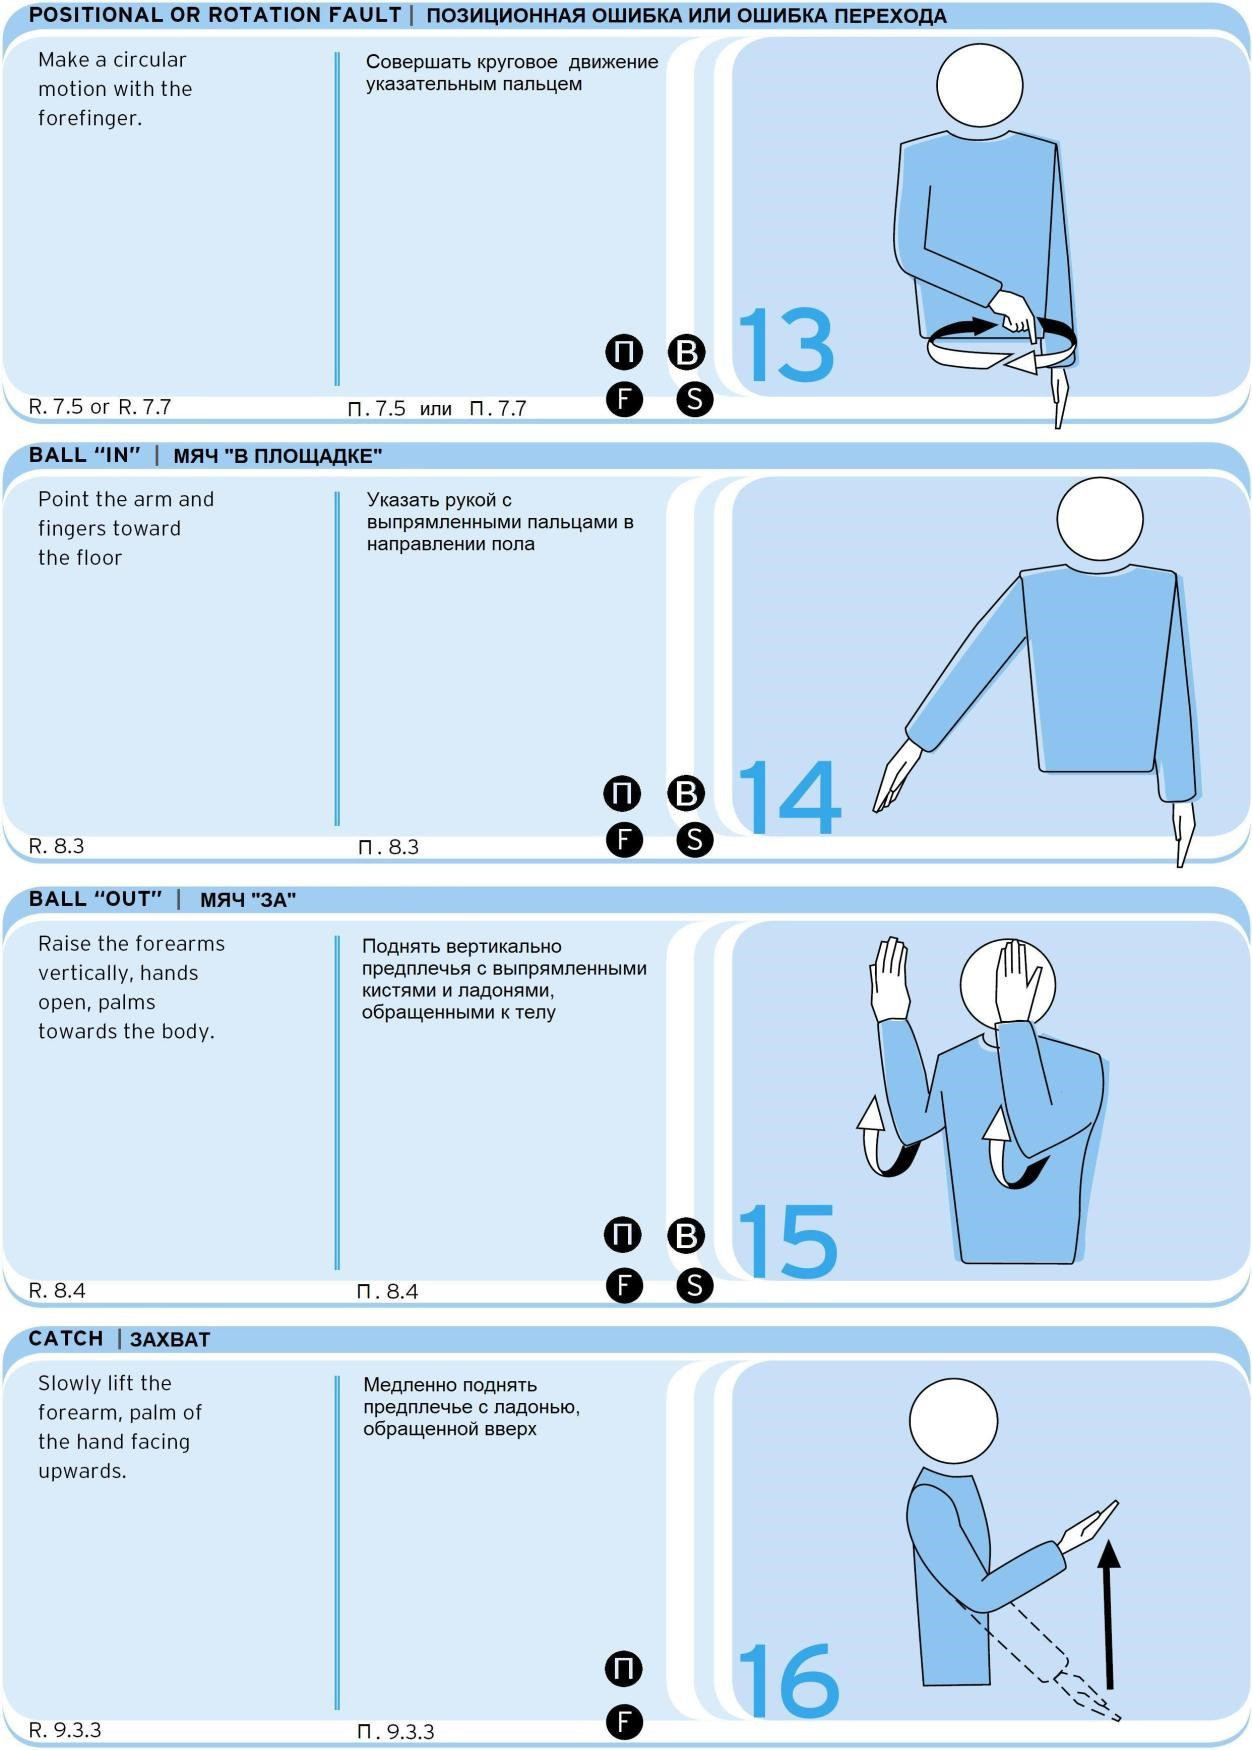 POSITIONAL OR ROTATION FAULT | ПОЗИЦИОННАЯ ОШИБКА ИЛИ ОШИБКА ПЕРЕХОДА
Make a circular
motion with the
forefinger.
Совершать круговое движение
указательным пальцем
П В
F S
13
R. 7.5 or R. 7.7
П. 7.5 или П. 7.7
BALL “IN” | МЯЧ "В ПЛОЩАДКЕ"
Point the arm and
fingers toward
the floor
Указать рукой с
выпрямленными пальцами в
направлении пола
П В
F S
14
R. 8.3
П. 8.3
BALL “OUT” | МЯЧ "ЗА"
Raise the forearms
vertically, hands
open, palms
towards the body.
Поднять вертикально
предплечья с выпрямленными
кистями и ладонями,
обращенными к телу
П В
F S
15
R. 8.4
П. 8.4
CATCH | ЗАХВАТ
Slowly lift the
forearm, palm of
the hand facing
upwards.
Медленно поднять
предплечье с ладонью,
обращенной вверх
П
F
16
R. 9.3.3
П. 9.3.3